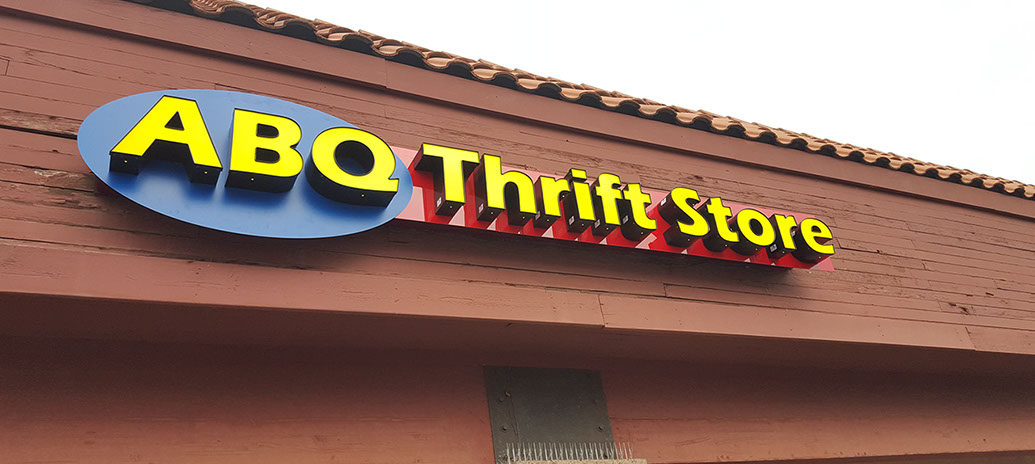 ABQ Thrift Store